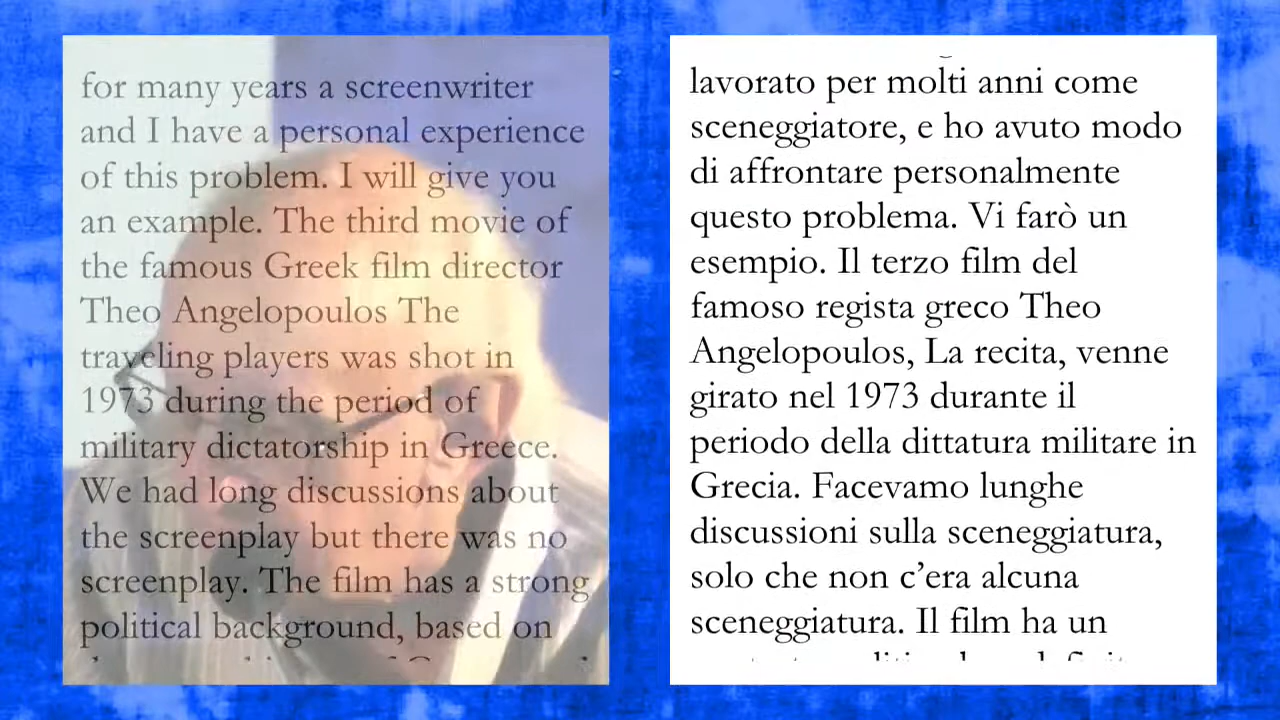 for many years a screenwriter
and I have a personal experience
of this problem. I will give you
an example. The third movie of
the famous Greek film director
Theo Angelopoulos The
traveling players was shot in
1973 during the period of
military dictatorship in Greece.
We had long discussions about
the screenplay but there was no
screenplay. The film has a strong
political background, based on
lavorato per molti anni come
sceneggiatore, e ho avuto modo
di affrontare personalmente
questo problema. Vi farò un
esempio. Il terzo film del
famoso regista greco Theo
Angelopoulos, La recita, venne
girato nel 1973 durante il
periodo della dittatura militare in
Grecia. Facevamo lunghe
discussioni sulla sceneggiatura,
solo che non c’era alcuna
sceneggiatura. Il film ha un